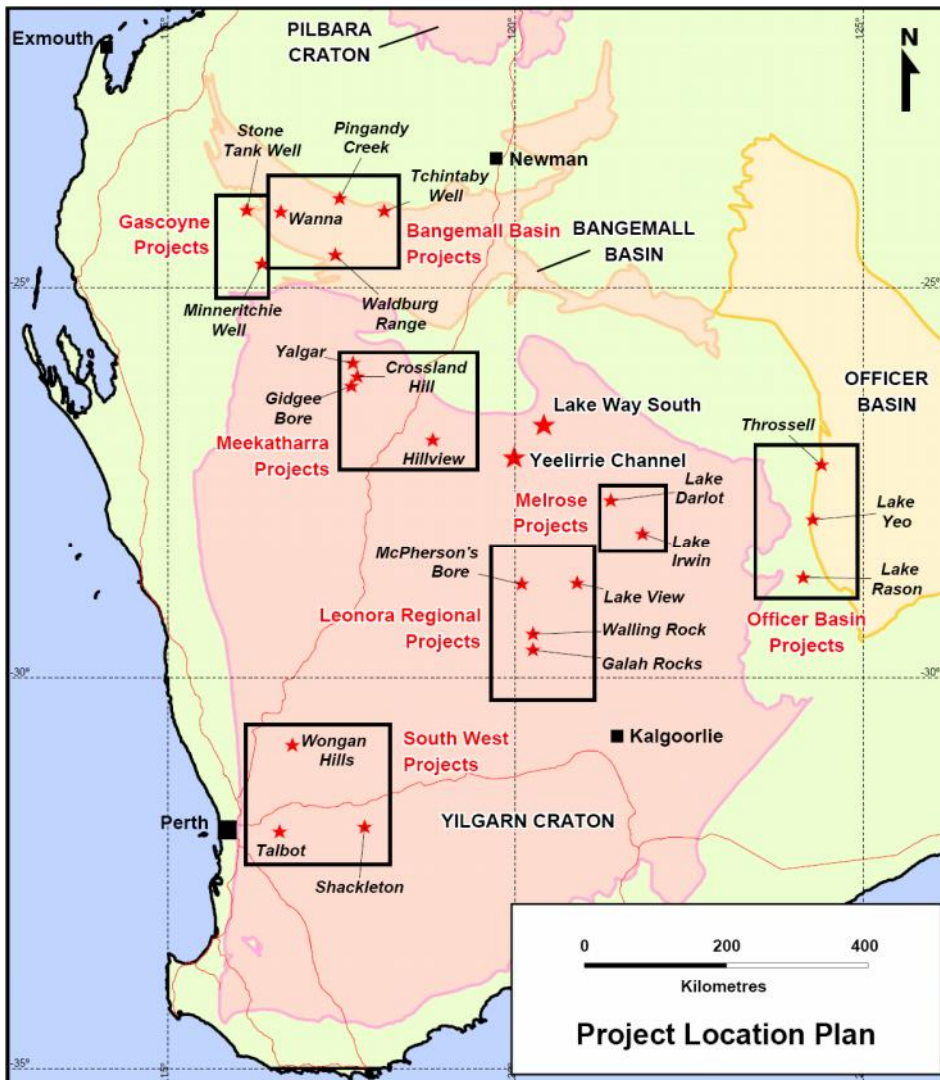 Exmouth
PILBARA
CRATON
N
Stone
Tank Well
Pingandy
Creek
Newman
Tchintaby
Well
Gascoyne
Projects
Wanna
Bangemall Basin
Projects
BANGEMALL
BASIN
-25°
-25°
Minneritchie
Well
Waldburg
Range
Yalgar
Crossland
Hill
Gidgee
Bore
Meekatharra
Projects
Hillview
Lake Way South
Yeelirrie Channel
OFFICER
BASIN
Throssell
Melrose
Projects
Lake
Darlot
Lake
Irwin
Lake
Yeo
Lake
Rason
McPherson's
Bore
Lake View
Leonora Regional
Projects
Walling Rock
Galah Rocks
Officer Basin
Projects
-30°
-30°
Wongan
Hills
South West
Projects
Kalgoorlie
Perth
Talbot
Shackleton
YILGARN CRATON
0 200 400
Kilometres
Project Location Plan
-35°
-35°